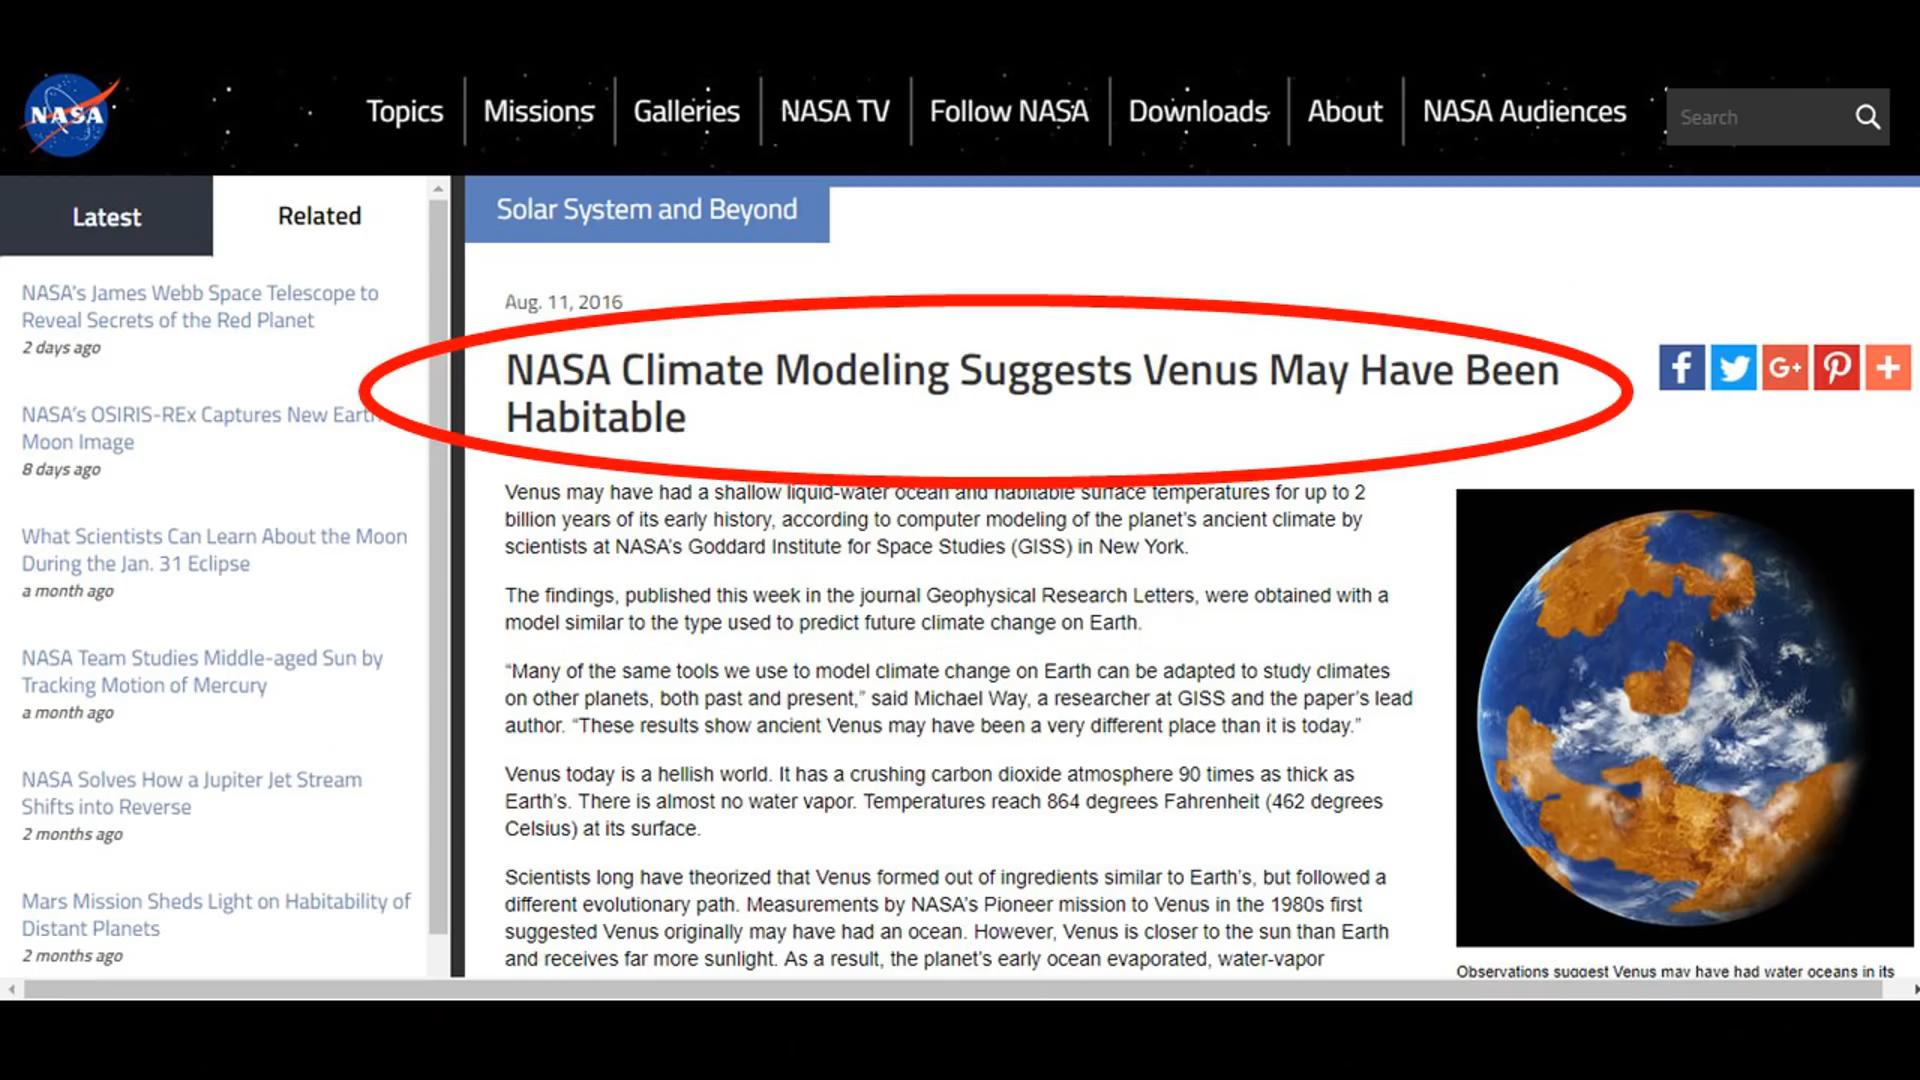 NASA
Topics
Missions
Galleries
NASA TV
Follow NASA
Downloads
About
NASA Audiences
Search
Latest
Related
NASA's James Webb Space Telescope to
Reveal Secrets of the Red Planet
2 days ago
NASA's OSIRIS-REx Captures New Earth
Moon Image
8 days ago
What Scientists Can Learn About the Moon
During the Jan. 31 Eclipse
a month ago
NASA Team Studies Middle-aged Sun by
Tracking Motion of Mercury
a month ago
NASA Solves How a Jupiter Jet Stream
Shifts into Reverse
2 months ago
Mars Mission Sheds Light on Habitability of
Distant Planets
2 months ago
Solar System and Beyond
Aug. 11, 2016
NASA Climate Modeling Suggests Venus May Have Been
Habitable
Venus may have had a shallow liquid-water ocean and habitable surface temperatures for up to 2
billion years of its early history, according to computer modeling of the planet's ancient climate by
scientists at NASA's Goddard Institute for Space Studies (GISS) in New York.
The findings, published this week in the journal Geophysical Research Letters, were obtained with a
model similar to the type used to predict future climate change on Earth.
“Many of the same tools we use to model climate change on Earth can be adapted to study climates
on other planets, both past and present,” said Michael Way, a researcher at GISS and the paper's lead
author. “These results show ancient Venus may have been a very different place than it is today.”
Venus today is a hellish world. It has a crushing carbon dioxide atmosphere 90 times as thick as
Earth's. There is almost no water vapor. Temperatures reach 864 degrees Fahrenheit (462 degrees
Celsius) at its surface.
Scientists long have theorized that Venus formed out of ingredients similar to Earth's, but followed a
different evolutionary path. Measurements by NASA's Pioneer mission to Venus in the 1980s first
suggested Venus originally may have had an ocean. However, Venus is closer to the sun than Earth
and receives far more sunlight. As a result, the planet's early ocean evaporated, water-vapor
Observations suggest Venus may have had water oceans in its